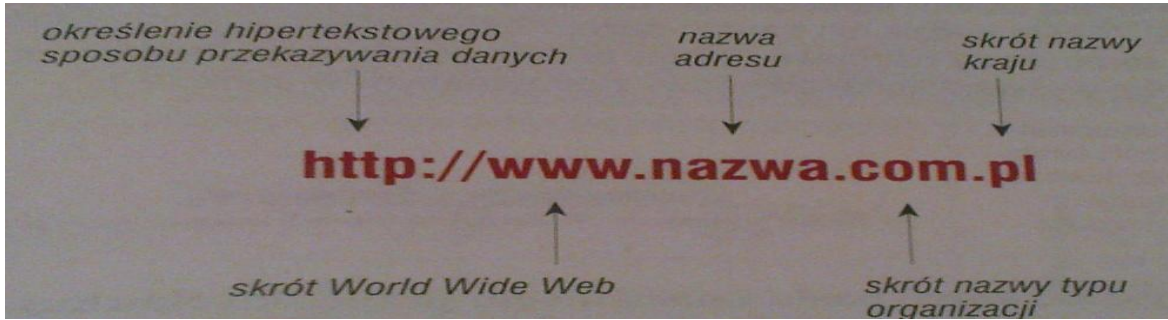 określenie hipertekstowego
sposobu przekazywania danych
nazwa
adresu
skrót nazwy
kraju
http://www.nazwa.com.pl
skrót World Wide Web
skrót nazwy typu
organizacji